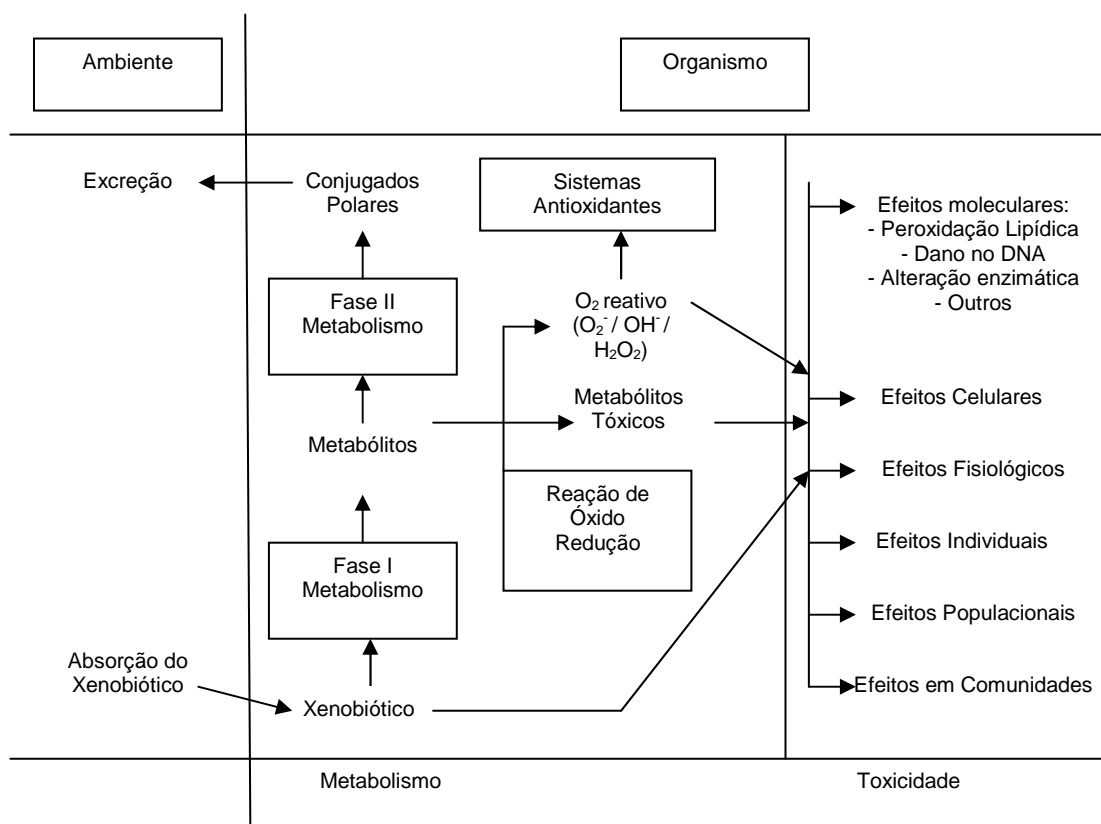 Ambiente
Organismo
Excreção
Conjugados
Polares
Sistemas
Antioxidantes
Efeitos moleculares:
- Peroxidação Lipídica
- Dano no DNA
- Alteração enzimática
- Outros
Fase II
Metabolismo
O₂ reativo
(O₂⁻ / OH⁻ /
H₂O₂)
Metabólitos
Tóxicos
Efeitos Celulares
Metabólitos
Efeitos Fisiológicos
Reação de
Óxido
Redução
Efeitos Individuais
Fase I
Metabolismo
Efeitos Populacionais
Absorção do
Xenobiótico
Xenobiótico
Efeitos em Comunidades
Metabolismo
Toxicidade